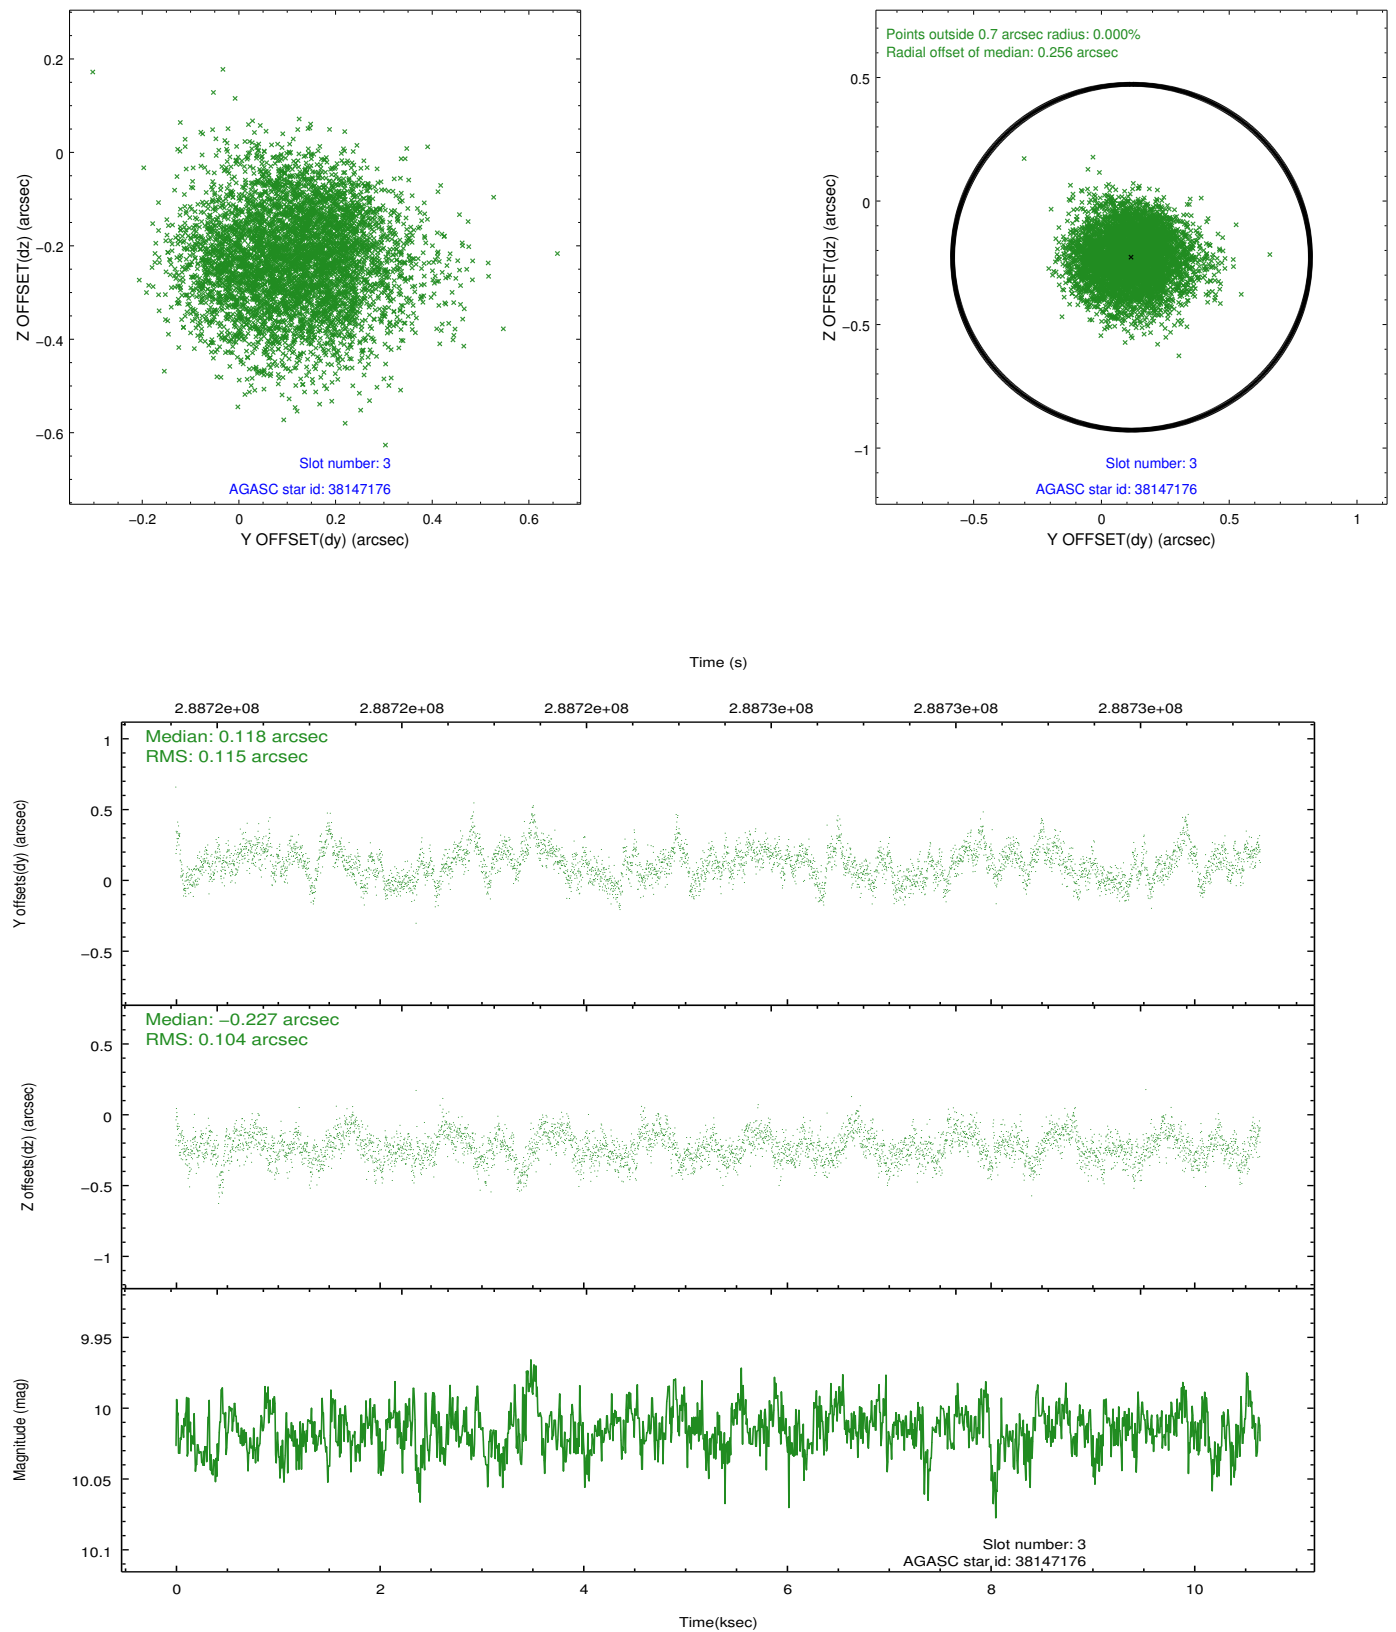 0.2
0
−0.2
−0.4
−0.6
Z OFFSET(dz) (arcsec)
Slot number: 3
AGASC star id: 38147176
−0.2
0
0.2
0.4
0.6
Y OFFSET(dy) (arcsec)
Points outside 0.7 arcsec radius: 0.000%
Radial offset of median: 0.256 arcsec
0.5
0
−0.5
−1
Z OFFSET(dz) (arcsec)
Slot number: 3
AGASC star id: 38147176
−0.5
0
0.5
1
Y OFFSET(dy) (arcsec)
Time (s)
2.8872e+08
2.8872e+08
2.8872e+08
2.8873e+08
2.8873e+08
2.8873e+08
Median: 0.118 arcsec
RMS: 0.115 arcsec
1
0.5
0
−0.5
Y offsets(dy) (arcsec)
Median: −0.227 arcsec
RMS: 0.104 arcsec
0.5
0
−0.5
−1
Z offsets(dz) (arcsec)
9.95
10
10.05
10.1
Magnitude (mag)
Slot number: 3
AGASC star id: 38147176
0
2
4
6
8
10
Time(ksec)